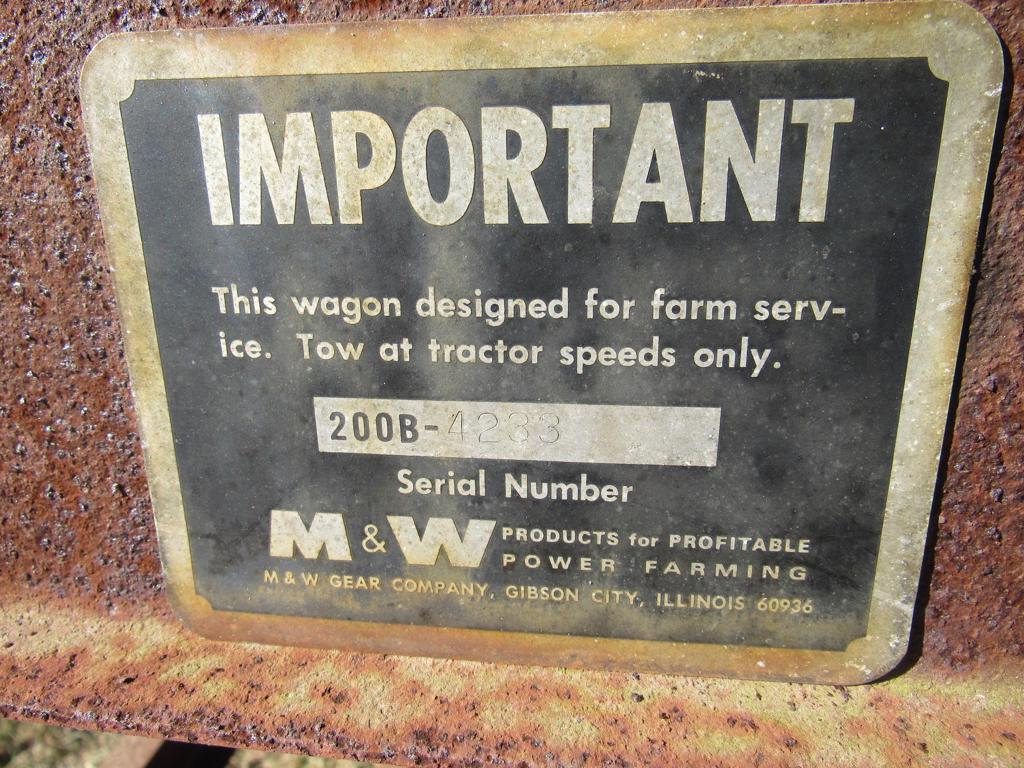 IMPORTANT
This wagon designed for farm serv-
ice. Tow at tractor speeds only.
200B-4233
Serial Number
M & W PRODUCTS for PROFITABLE
POWER FARMING
M & W GEAR COMPANY, GIBSON CITY, ILLINOIS 60936